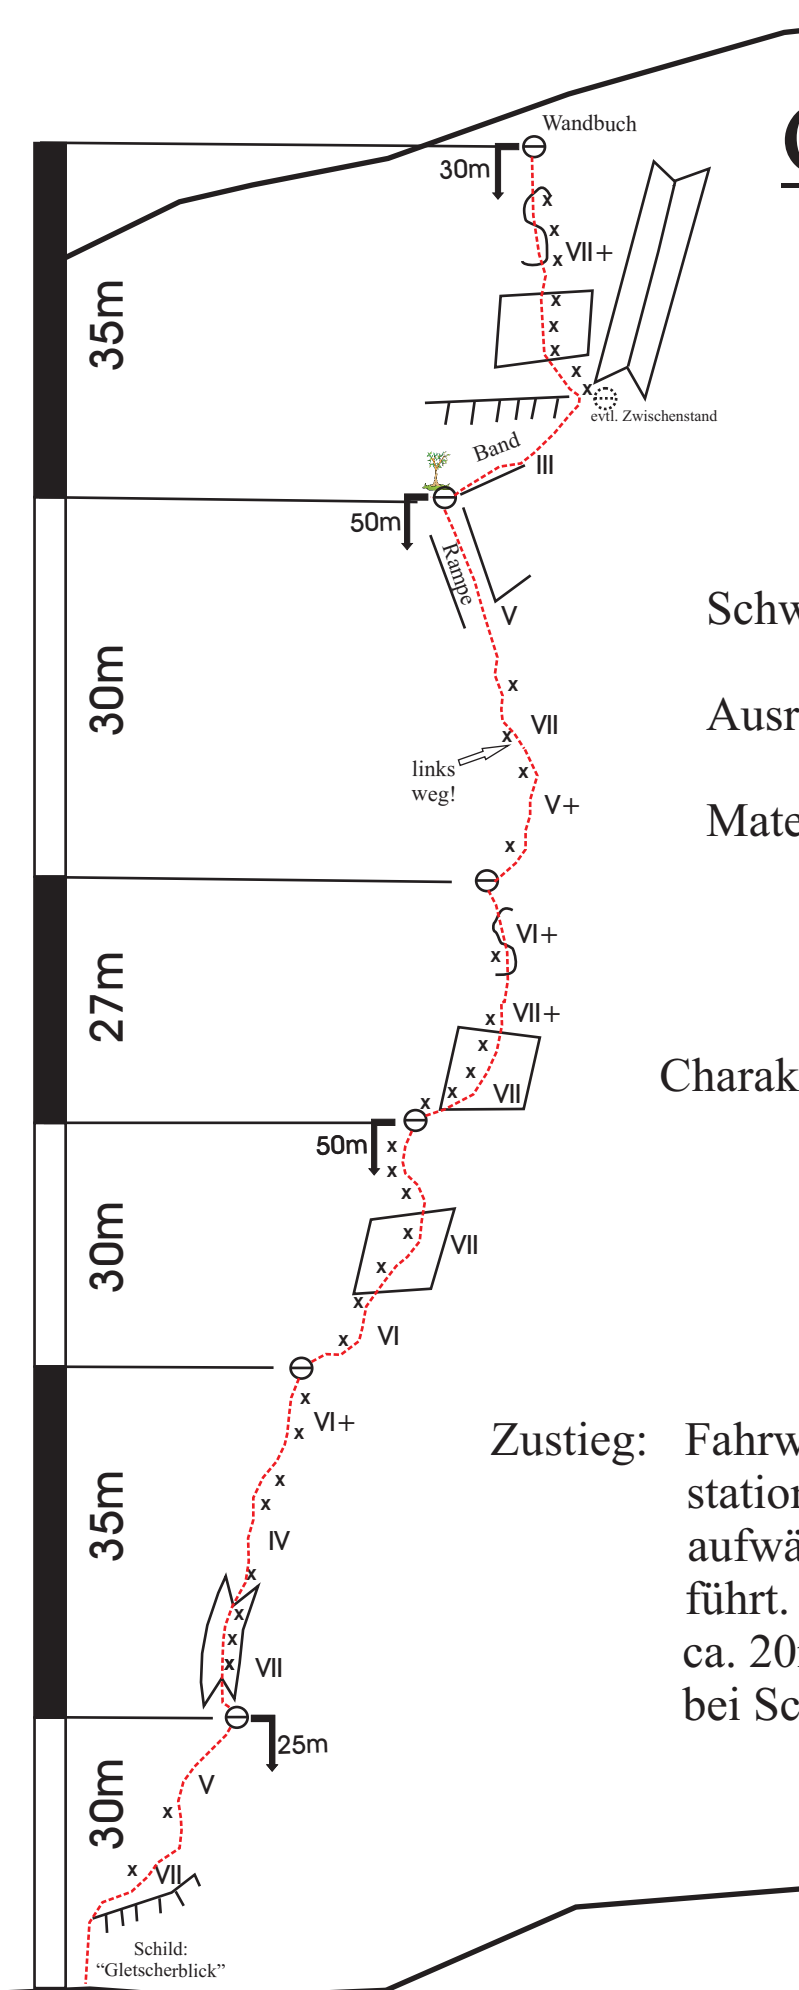 Wandbuch
30m
VII+
35m
evtl. Zwischenstand
Band
III
50m
Rampe
V
Schw
30m
VII
Ausr
links
weg!
V+
Mate
VI+
27m
VII+
VII
Charak
50m
30m
VII
VI
VI+
Zustieg: Fahrw
station
35m
IV
aufwä
führt.
VII
ca. 20
bei Sc
25m
V
30m
VII
Schild:
“Gletscherblick”